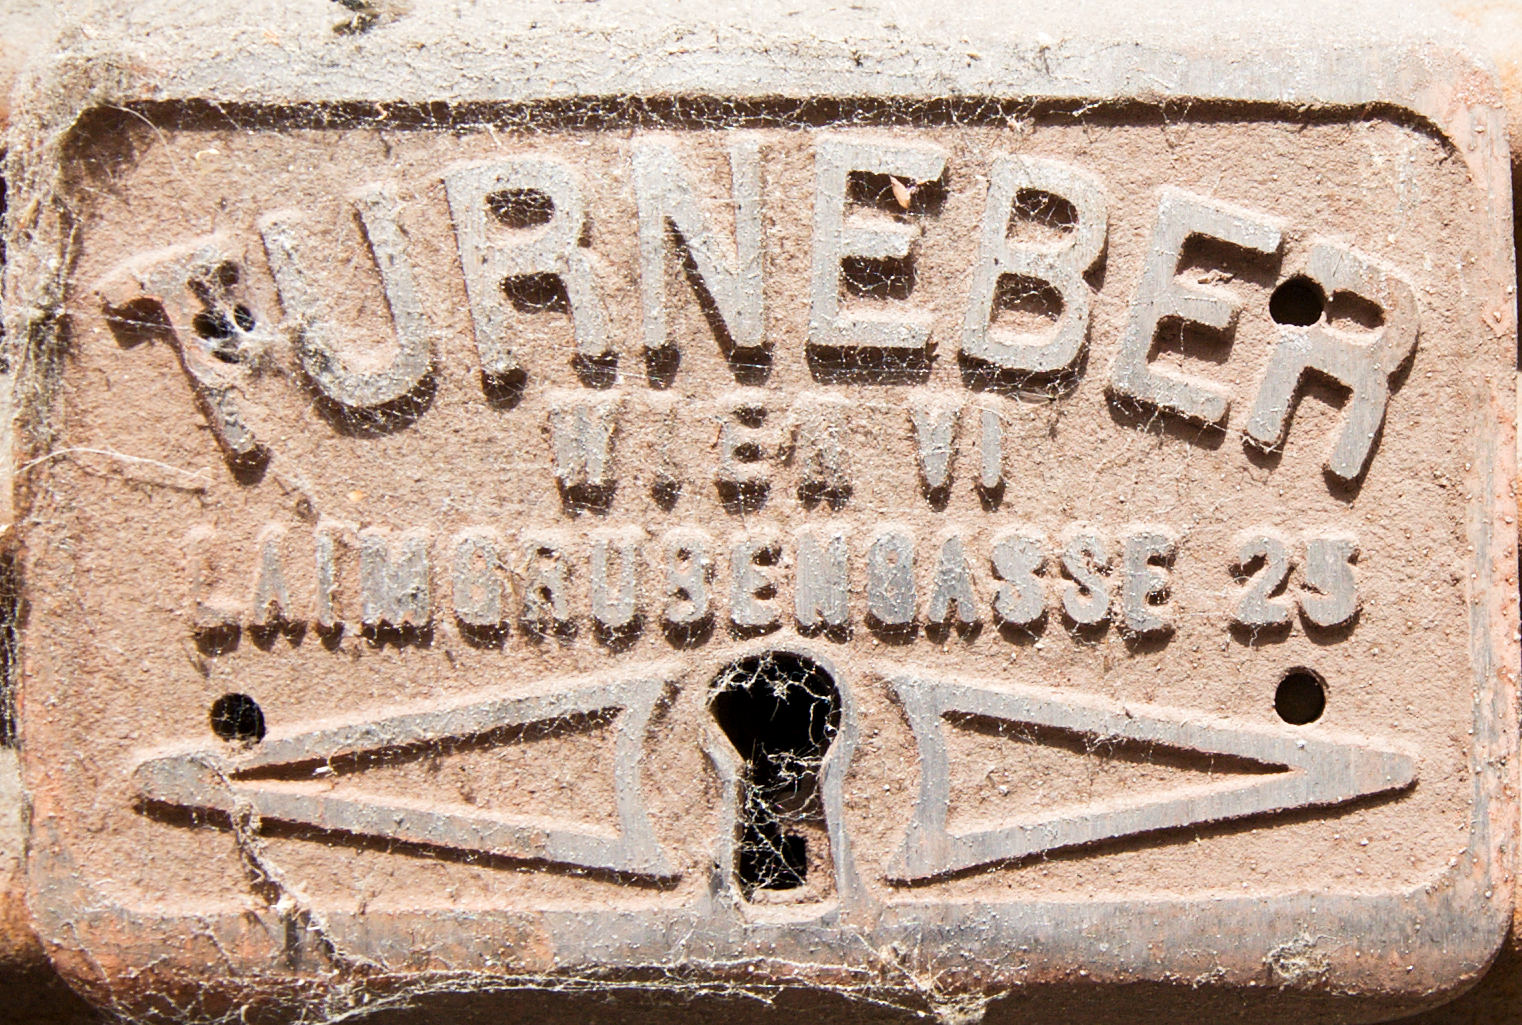 TURNEBER
WIEN VI
LAIMGRUBENGASSE 25